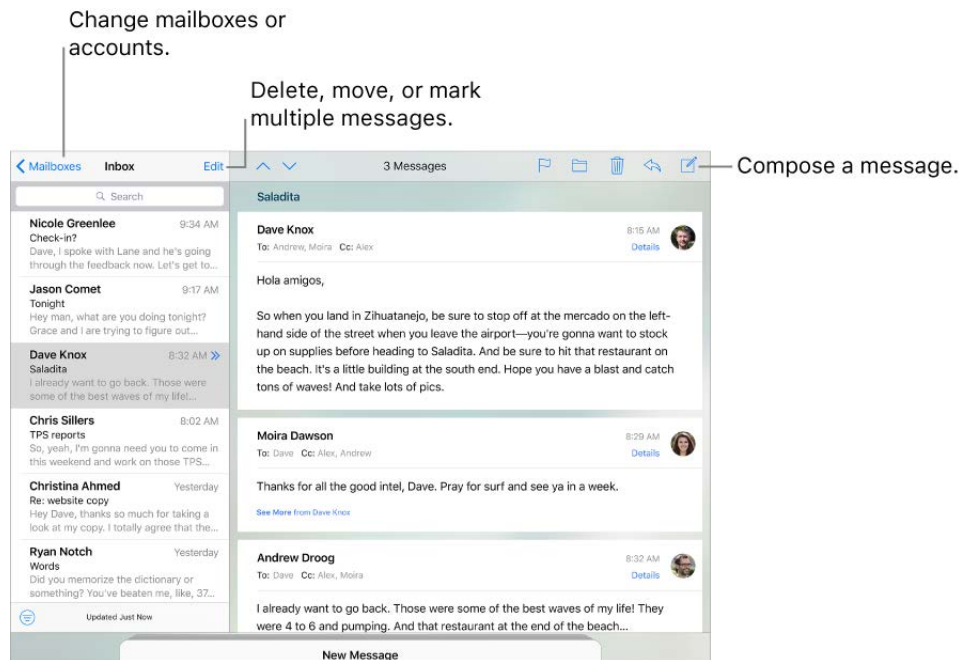 Change mailboxes or
accounts.
Delete, move, or mark
multiple messages.
Mailboxes Inbox Edit
3 Messages
Compose a message.
Search
Nicole Greenlee 9:34 AM
Check-in?
Dave, I spoke with Lane and he's going
through the feedback now. Let's get to...
Jason Comet 9:17 AM
Tonight
Hey man, what are you doing tonight?
Grace and I are trying to figure out...
Dave Knox 8:32 AM
Saladita
I already want to go back. Those were
some of the best waves of my life!...
Chris Sillers 8:02 AM
TPS reports
So, yeah, I'm gonna need you to come in
this weekend and work on those TPS...
Christina Ahmed Yesterday
Re: website copy
Hey Dave, thanks so much for taking a
look at my copy. I totally agree that the...
Ryan Notch Yesterday
Words
Did you memorize the dictionary or
something? You've beaten me, like, 37...
Updated Just Now
Saladita
Dave Knox 8:15 AM
To: Andrew, Moira Cc: Alex Details
Hola amigos,
So when you land in Zihuatanejo, be sure to stop off at the mercado on the left-
hand side of the street when you leave the airport—you're gonna want to stock
up on supplies before heading to Saladita. And be sure to hit that restaurant on
the beach. It's a little building at the south end. Hope you have a blast and catch
tons of waves! And take lots of pics.
Moira Dawson 8:29 AM
To: Dave Cc: Alex, Andrew Details
Thanks for all the good intel, Dave. Pray for surf and see ya in a week.
See More from Dave Knox
Andrew Droog 8:32 AM
To: Dave Cc: Alex, Moira Details
I already want to go back. Those were some of the best waves of my life! They
were 4 to 6 and pumping. And that restaurant at the end of the beach...
New Message